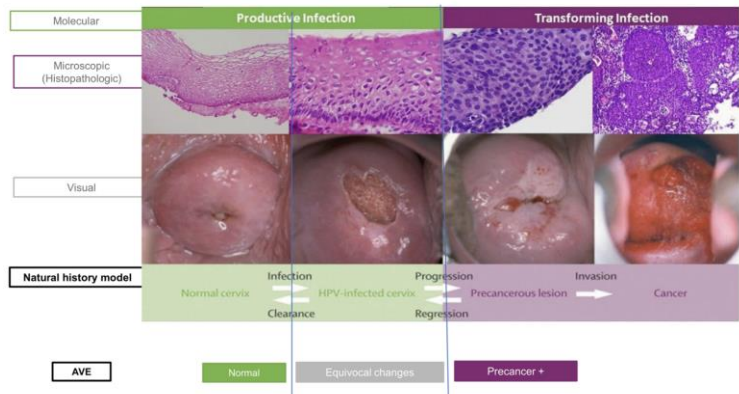 Molecular
Productive Infection
Transforming Infection
Microscopic
(Histopathologic)
Visual
Natural history model
Infection
Progression
Invasion
Normal cervix
HPV-infected cervix
Precancerous lesion
Cancer
Clearance
Regression
AVE
Normal
Equivocal changes
Precancer +